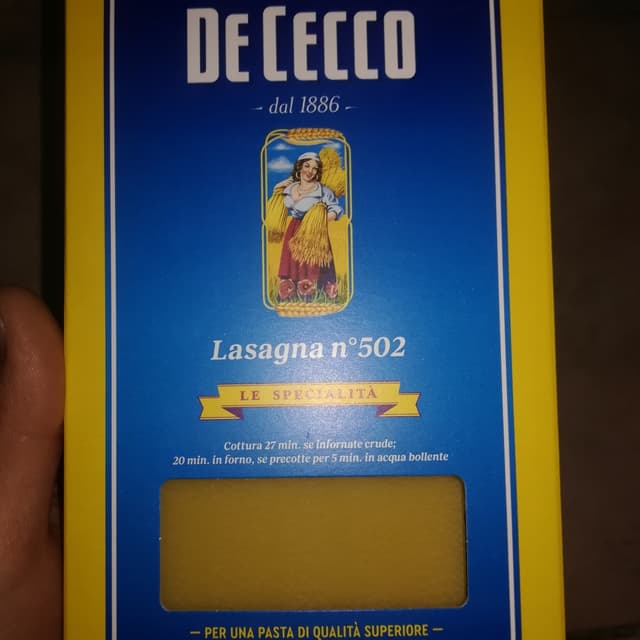 DE CECCO
dal 1886
Lasagna n°502
LE SPECIALITÀ
Cottura 27 min. se infornate crude;
20 min. in forno, se precotte per 5 min. in acqua bollente
PER UNA PASTA DI QUALITÀ SUPERIORE